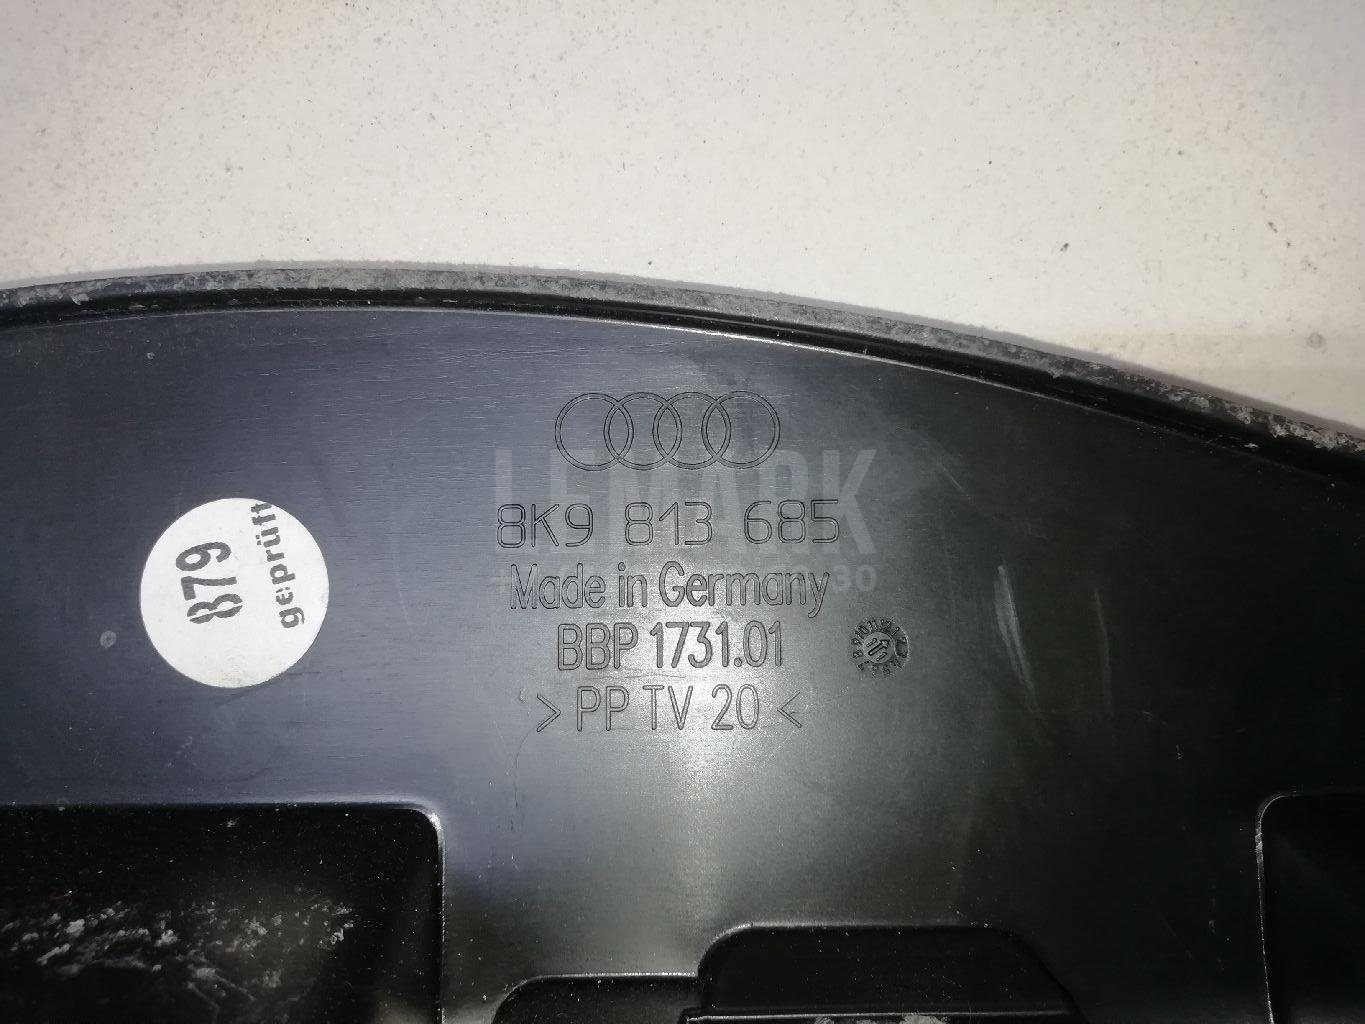 LEMARK
8K9 813 685
Made in Germany
BBP 1731.01
> PP TV 20 <
879
geprüft